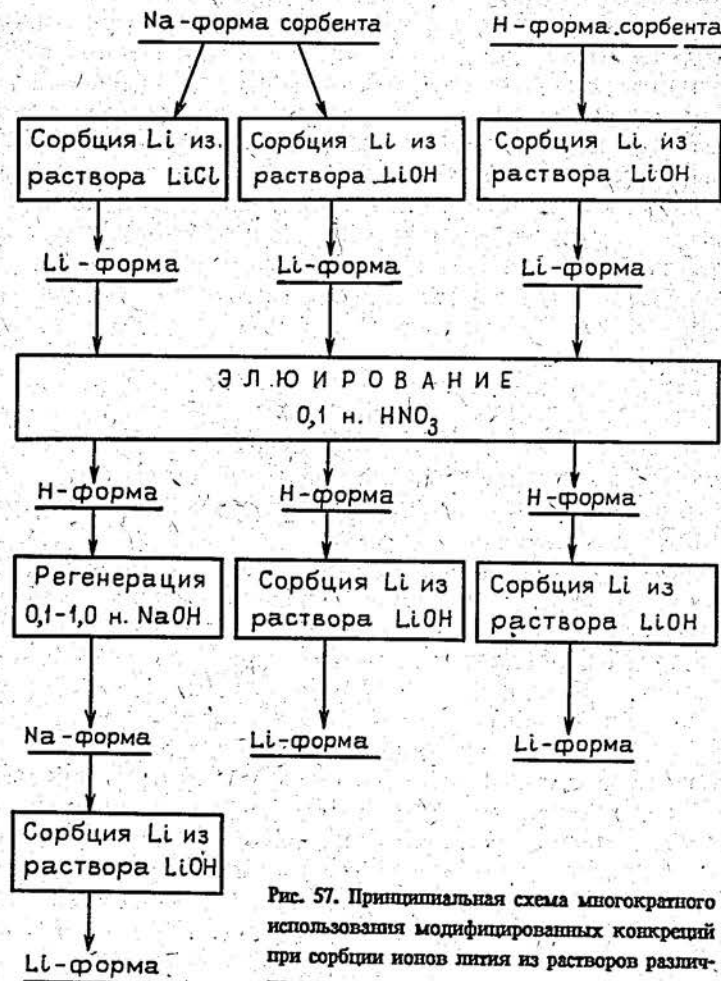 Na-форма сорбента
H-форма сорбента
Сорбция Li из
раствора LiCl
Сорбция Li из
раствора LiOH
Сорбция Li из
раствора LiOH
Li-форма
Li-форма
Li-форма
ЭЛЮИРОВАНИЕ
0,1 н. HNO₃
H-форма
H-форма
H-форма
Регенерация
0,1-1,0 н. NaOH
Сорбция Li из
раствора LiOH
Сорбция Li из
раствора LiOH
Na-форма
Li-форма
Li-форма
Сорбция Li из
раствора LiOH
Li-форма
Рис. 57. Принципиальная схема многократного
использования модифицированных конкреций
при сорбции ионов лития из растворов различ-